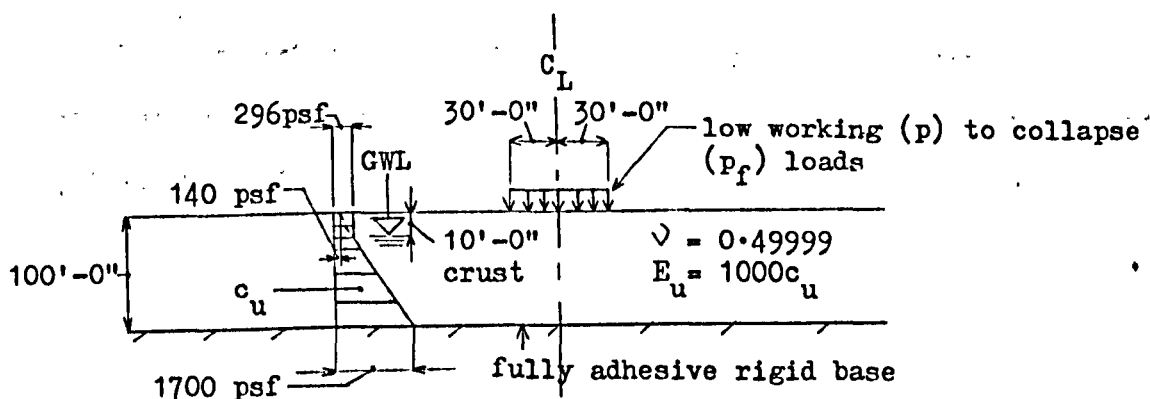 C_L
296psf
30'-0" 30'-0"
low working (p) to collapse
(p_f) loads
GWL
140 psf
10'-0"
crust
ν = 0·49999
E_u = 1000c_u
100'-0"
c_u
fully adhesive rigid base
1700 psf